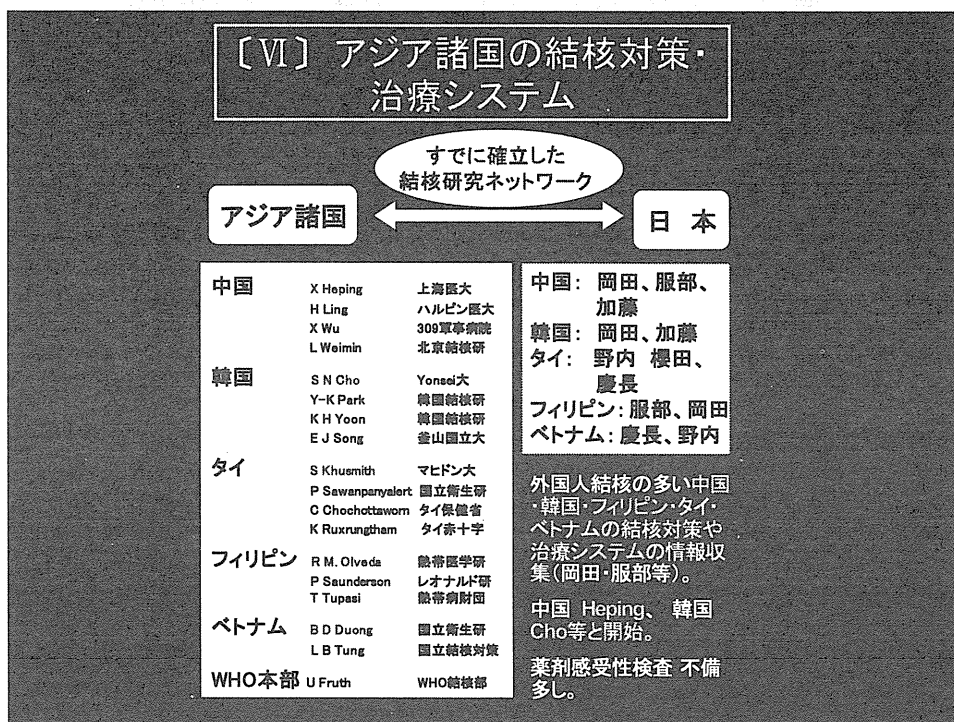 〔Ⅵ〕アジア諸国の結核対策・
治療システム
すでに確立した
結核研究ネットワーク
アジア諸国
日 本
中国 X Heping 上海医大
H Ling ハルピン医大
X Wu 309軍事病院
L Weimin 北京結核研
韓国 S N Cho Yonsei大
Y-K Park 韓国結核研
K H Yoon 韓国結核研
E J Song 釜山国立大
タイ S Khusmith マヒドン大
P Sawanpanyalert 国立衛生研
C Chochottaworn タイ保健省
K Ruxrungtham タイ赤十字
フィリピン R M. Olveda 熱帯医学研
P Saunderson レオナルド研
T Tupasi 熱帯病財団
ベトナム B D Duong 国立衛生研
L B Tung 国立結核対策
WHO本部 U Fruth WHO結核部
中国: 岡田、服部、
加藤
韓国: 岡田、加藤
タイ: 野内 櫻田、
慶長
フィリピン:服部、岡田
ベトナム:慶長、野内
外国人結核の多い中国
・韓国・フィリピン・タイ・
ベトナムの結核対策や
治療システムの情報収
集(岡田・服部等)。
中国 Heping、 韓国
Cho等と開始。
薬剤感受性検査 不備
多し。